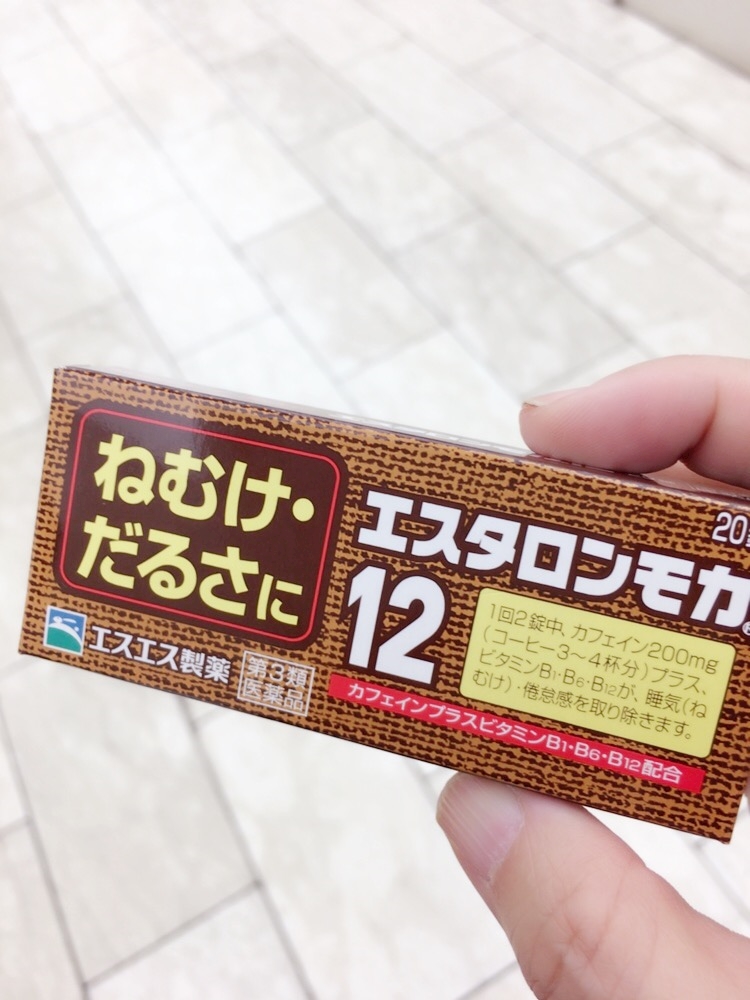 ねむけ・
だるさに
エスエス製薬
第3類
医薬品
20
エスタロンモカ
12
1回2錠中、カフェイン200mg
(コーヒー3~4杯分)プラス、
ビタミンB1・B6・B12が、睡気(ね
むけ)・倦怠感を取り除きます。
カフェインプラスビタミンB1・B6・B12配合